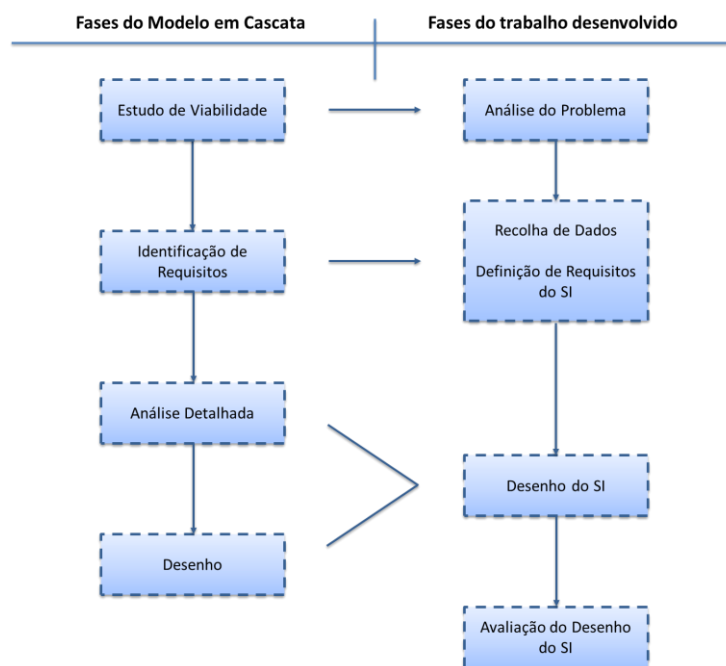 Fases do Modelo em Cascata
Fases do trabalho desenvolvido
Estudo de Viabilidade
Análise do Problema
Identificação de
Requisitos
Recolha de Dados
Definição de Requisitos
do SI
Análise Detalhada
Desenho do SI
Desenho
Avaliação do Desenho
do SI